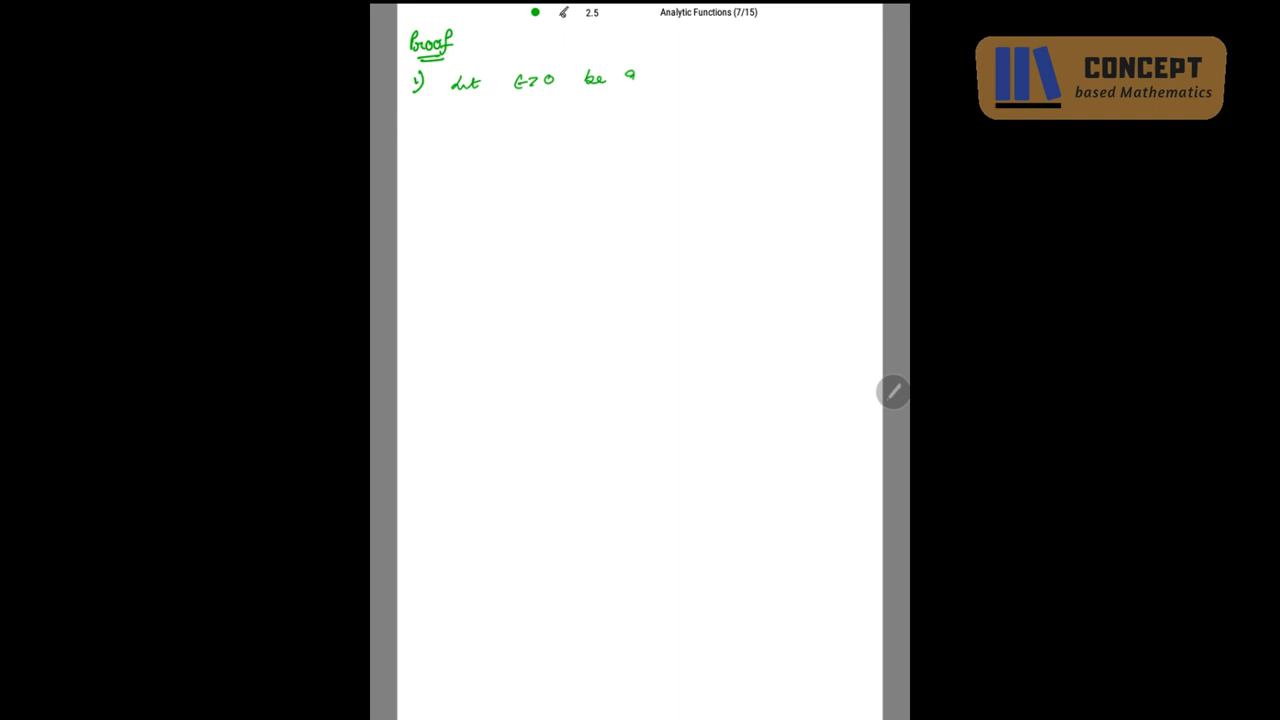 2.5 Analytic Functions (7/15)
CONCEPT
based Mathematics
Proof
1) Let ε>0 be a